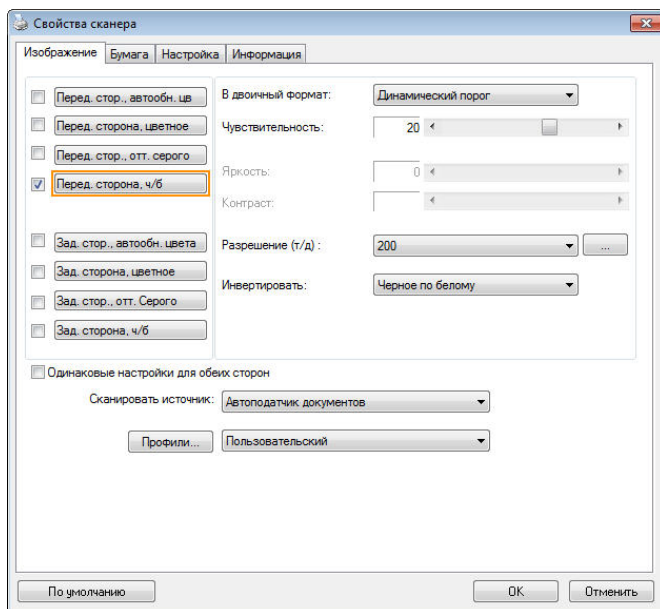 Свойства сканера
Изображение Бумага Настройка Информация
Перед. стор., автообн. цв
Перед. сторона, цветное
Перед. стор., отт. серого
Перед. сторона, ч/б
Зад. стор., автообн. цвета
Зад. сторона, цветное
Зад. стор., отт. Серого
Зад. сторона, ч/б
В двоичный формат: Динамический порог
Чувствительность: 20
Яркость: 0
Контраст:
Разрешение (т/д) : 200 ...
Инвертировать: Черное по белому
Одинаковые настройки для обеих сторон
Сканировать источник: Автоподатчик документов
Профили... Пользовательский
По умолчанию OK Отменить